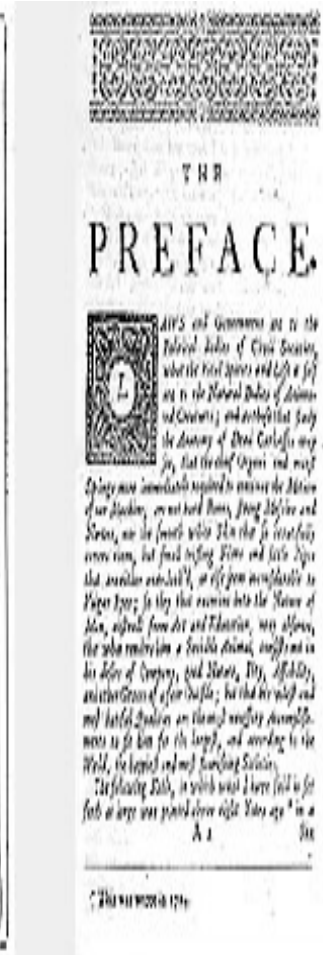 THE
PREFACE.
LAWS and Government are to the
Political Bodies of Civil Societies,
what the Vital Spirits and Life it self
are to the Natural Bodies of Anima-
ted Creatures; and as those that study
the Anatomy of Dead Carkasses may
see, that the chief Organs and nicest
Springs more immediately required to continue the Motion
of our Machine, are not hard Bones, strong Muscles and
Nerves, nor the smooth white Skin that so beautifully
covers them, but small trifling Films and little Pipes
that are either over-look'd, or else seem inconsiderable to
Vulgar Eyes; so they that examine into the Nature of
Man, abstract from Art and Education, may observe,
that what renders him a Sociable Animal, consists not in
his desire of Company, good Nature, Pity, Affability,
and other Graces of a fair Outside; but that his vilest and
most hateful Qualities are the most necessary Accomplish-
ments to fit him for the largest, and according to the
World, the happiest and most flourishing Societies.
The following Fable, in which what I have said is set
forth at large was printed above eight Years ago * in a
A 2
* This was wrote in 1714.